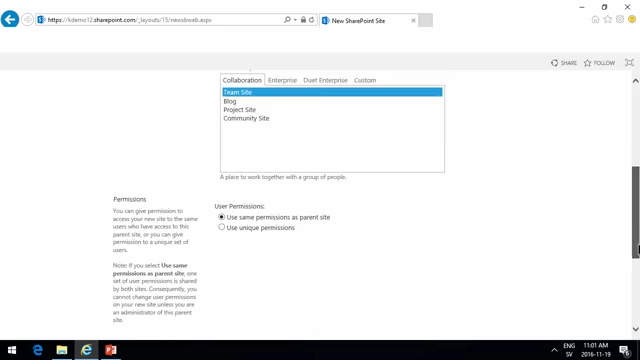 https://kdemo12.sharepoint.com/_layouts/15/newsbweb.aspx
New SharePoint Site
SHARE
FOLLOW
Collaboration
Enterprise
Duet Enterprise
Custom
Team Site
Blog
Project Site
Community Site
A place to work together with a group of people.
Permissions
You can give permission to
access your new site to the same
users who have access to this
parent site, or you can give
permission to a unique set of
users.
Note: If you select Use same
permissions as parent site, one
set of user permissions is
shared by both sites. Consequently, you
cannot change user permissions
on your new site unless you are
an administrator of this parent
site.
User Permissions:
Use same permissions as parent site
Use unique permissions
ENG
SV
11:01 AM
2016-11-19